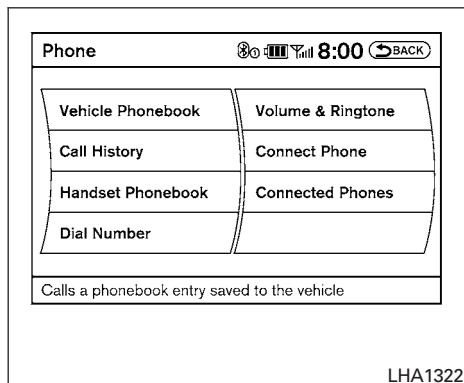 Phone 8:00 BACK
Vehicle Phonebook
Volume & Ringtone
Call History
Connect Phone
Handset Phonebook
Connected Phones
Dial Number
Calls a phonebook entry saved to the vehicle
LHA1322